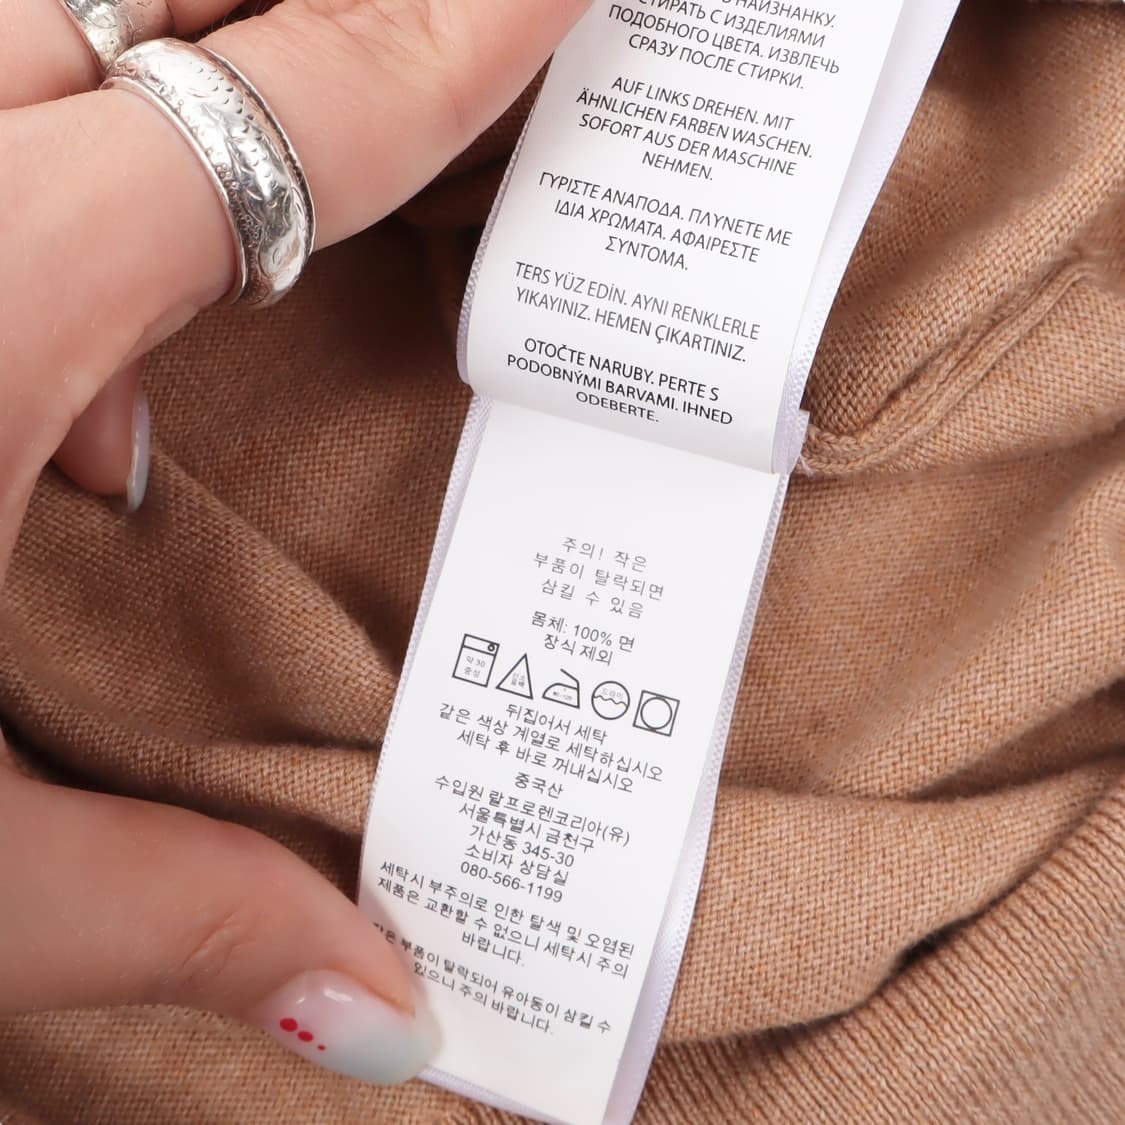 НАИЗНАНКУ.
СТИРАТЬ С ИЗДЕЛИЯМИ
ПОДОБНОГО ЦВЕТА. ИЗВЛЕЧЬ
СРАЗУ ПОСЛЕ СТИРКИ.
AUF LINKS DREHEN. MIT
ÄHNLICHEN FARBEN WASCHEN.
SOFORT AUS DER MASCHINE
NEHMEN.
ΓΥΡΙΣΤΕ ΑΝΑΠΟΔΑ. ΠΛΥΝΕΤΕ ΜΕ
ΙΔΙΑ ΧΡΩΜΑΤΑ. ΑΦΑΙΡΕΣΤΕ
ΣΥΝΤΟΜΑ.
TERS YÜZ EDİN. AYNI RENKLERLE
YIKAYINIZ. HEMEN ÇIKARTINIZ.
OTOČTE NARUBY. PERTE S
PODOBNÝMI BARVAMI. IHNED
ODEBERTE.
주의! 작은
부품이 탈락되면
삼킬 수 있음
몸체: 100% 면
장식 제외
약 30
중성
드라이
뒤집어서 세탁
같은 색상 계열로 세탁하십시오
세탁 후 바로 꺼내십시오
중국산
수입원 랄프로렌코리아(유)
서울특별시 금천구
가산동 345-30
소비자 상담실
080-566-1199
세탁시 부주의로 인한 탈색 및 오염된
제품은 교환할 수 없으니 세탁시 주의
바랍니다.
부품이 탈락되어 유아동이 삼킬 수
있으니 주의 바랍니다.